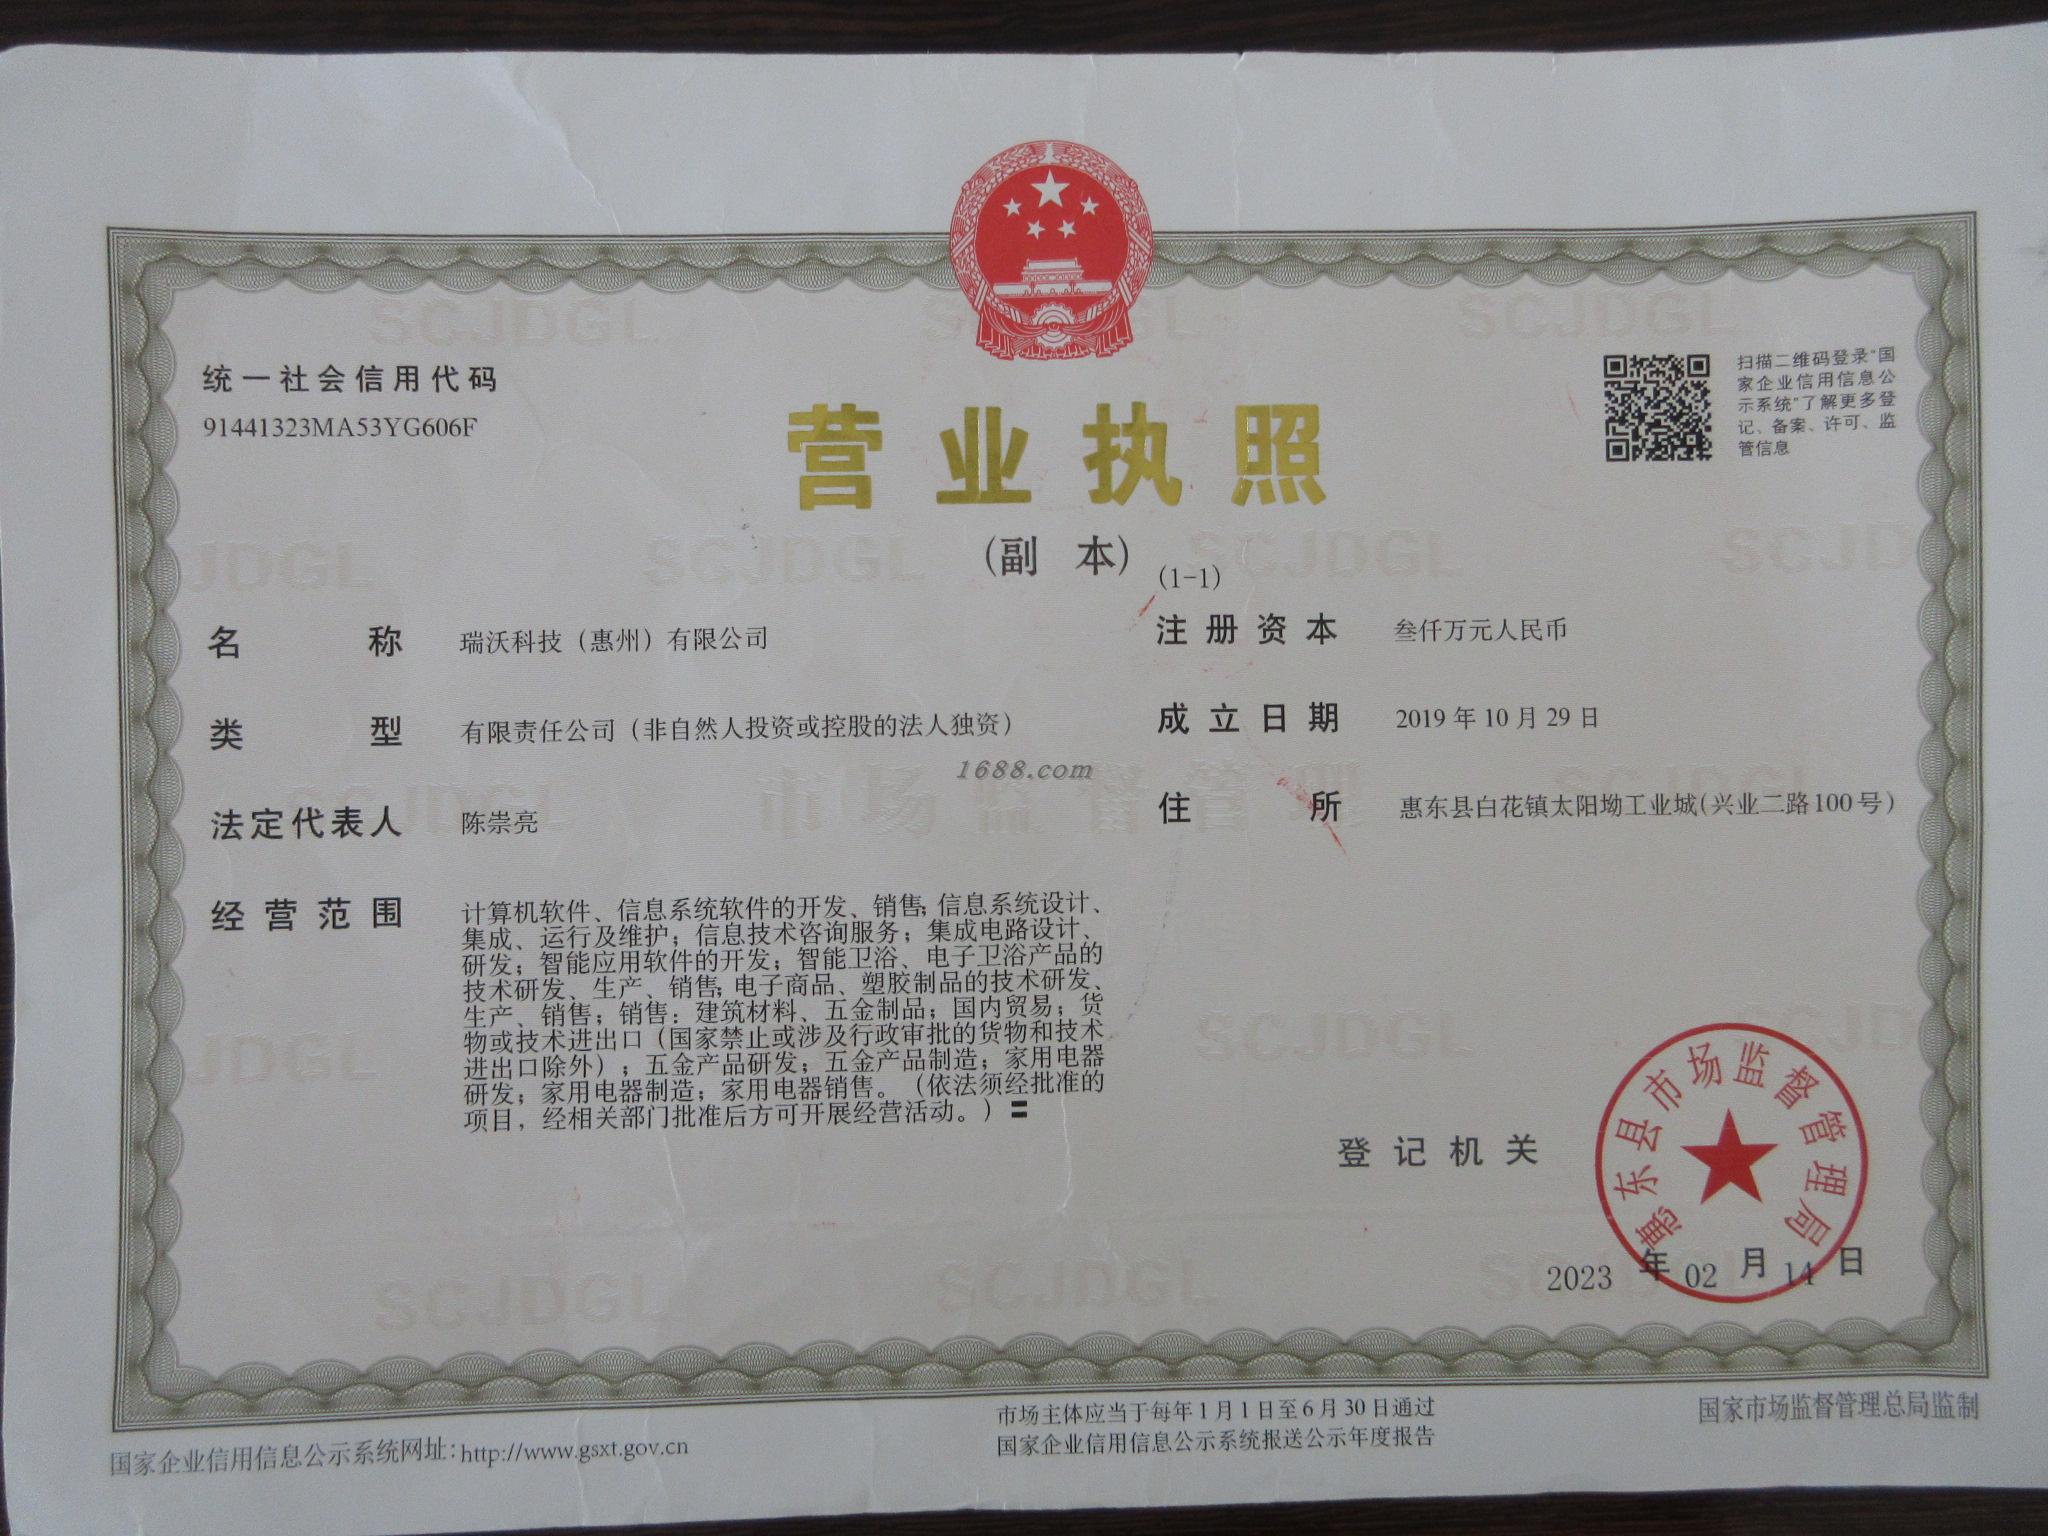 统一社会信用代码
91441323MA53YG606F
扫描二维码登录“国
家企业信用信息公
示系统”了解更多登
记、备案、许可、监
管信息
营业执照
(副 本)
(1-1)
名 称 瑞沃科技（惠州）有限公司
类 型 有限责任公司（非自然人投资或控股的法人独资）
法定代表人 陈崇亮
经营范围 计算机软件、信息系统软件的开发、销售；信息系统设计、
集成、运行及维护；信息技术咨询服务；集成电路设计、
研发；智能应用软件的开发；智能卫浴、电子卫浴产品的
技术研发、生产、销售；电子商品、塑胶制品的技术研发、
生产、销售；销售：建筑材料、五金制品；国内贸易；货
物或技术进出口（国家禁止或涉及行政审批的货物和技术
进出口除外）；五金产品研发；五金产品制造；家用电器
研发；家用电器制造；家用电器销售。（依法须经批准的
项目，经相关部门批准后方可开展经营活动。）〓
注册资本 叁仟万元人民币
成立日期 2019年10月29日
住 所 惠东县白花镇太阳坳工业城(兴业二路100号)
1688.com
SCJDGL
市场监督管理
登记机关
惠东县市场监督管理局
2023 年 02 月 14 日
国家企业信用信息公示系统网址：http://www.gsxt.gov.cn
市场主体应当于每年1月1日至6月30日通过
国家企业信用信息公示系统报送公示年度报告
国家市场监督管理总局监制